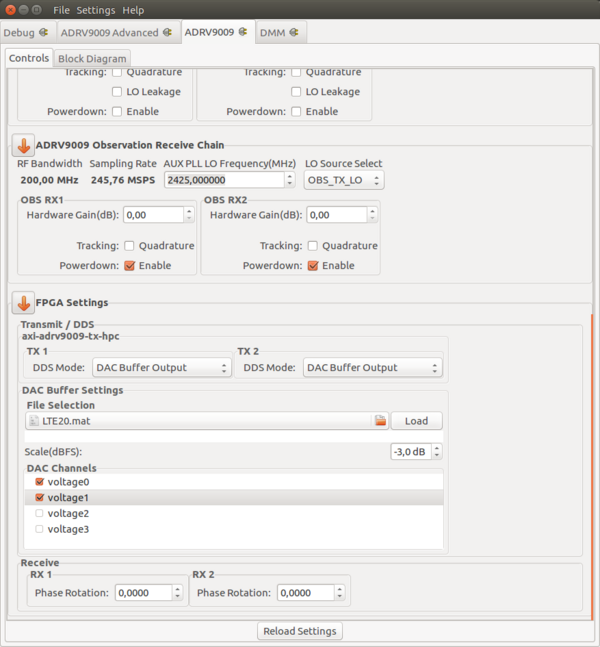 File Settings Help
Debug ADRV9009 Advanced ADRV9009 DMM
Controls Block Diagram
Tracking: Quadrature Tracking: Quadrature
LO Leakage LO Leakage
Powerdown: Enable Powerdown: Enable
ADRV9009 Observation Receive Chain
RF Bandwidth Sampling Rate AUX PLL LO Frequency(MHz) LO Source Select
200,00 MHz 245,76 MSPS 2425,000000 OBS_TX_LO
OBS RX1 OBS RX2
Hardware Gain(dB): 0,00 Hardware Gain(dB): 0,00
Tracking: Quadrature Tracking: Quadrature
Powerdown: Enable Powerdown: Enable
FPGA Settings
Transmit / DDS
axi-adrv9009-tx-hpc
TX 1 TX 2
DDS Mode: DAC Buffer Output DDS Mode: DAC Buffer Output
DAC Buffer Settings
File Selection
LTE20.mat Load
Scale(dBFS): -3,0 dB
DAC Channels
voltage0
voltage1
voltage2
voltage3
Receive
RX 1 RX 2
Phase Rotation: 0,0000 Phase Rotation: 0,0000
Reload Settings